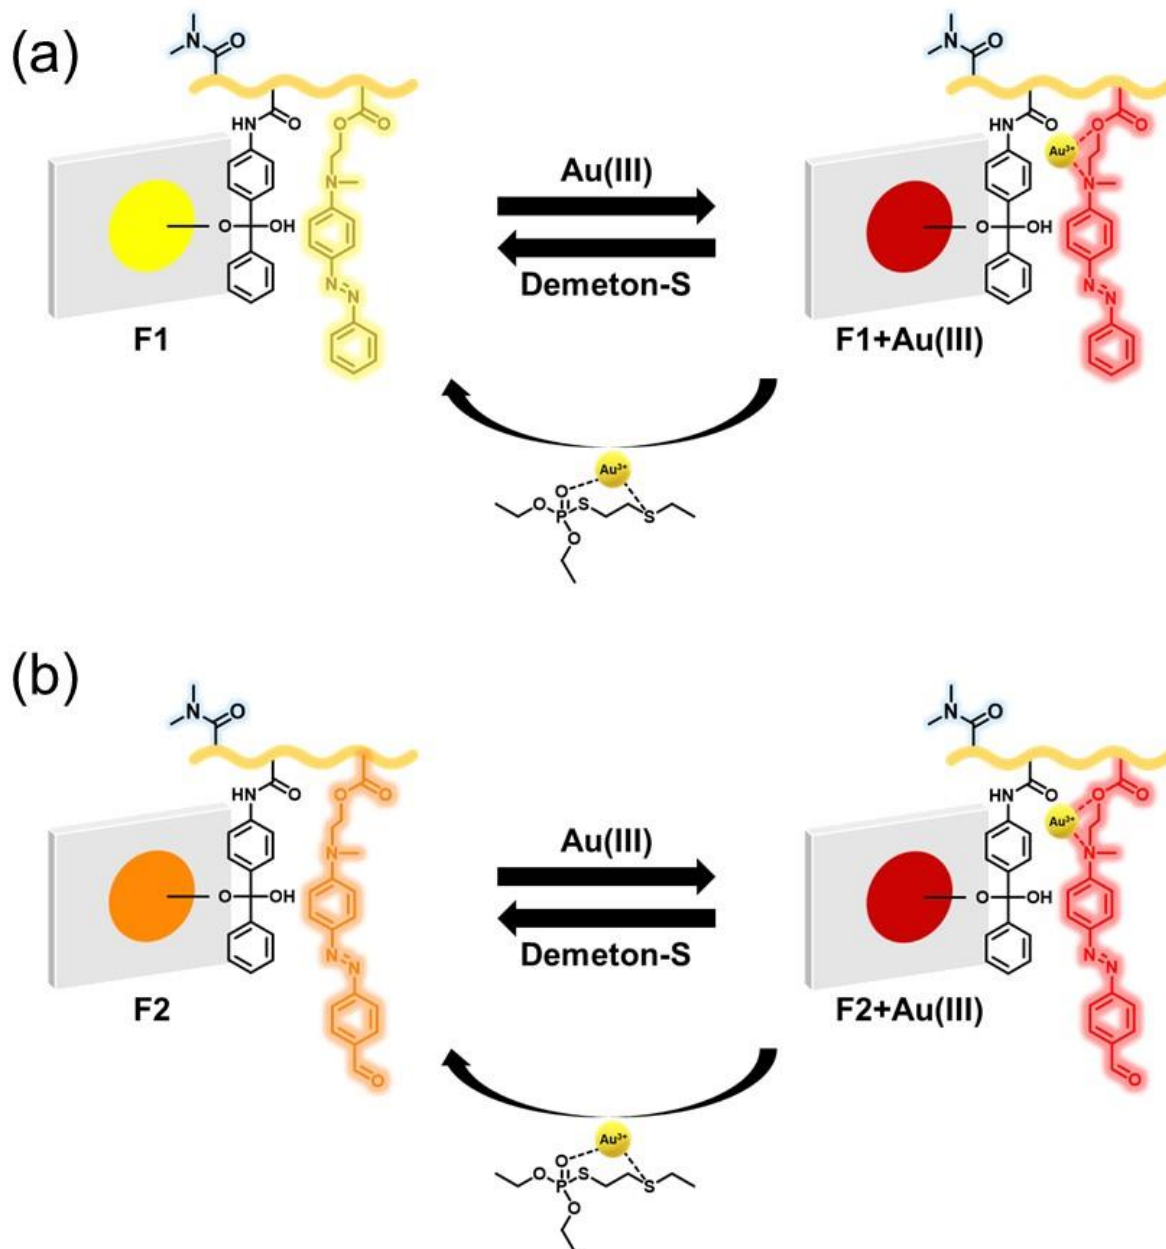 (a)
N
O
O
HN
O
O
O
HN
O
O
Au³⁺
N
Au(III)
N
O
OH
O
OH
N
N
Demeton-S
N
N
F1
F1+Au(III)
Au³⁺
O
O
P
S
S
O
(b)
N
O
N
O
HN
O
O
O
HN
O
O
O
Au³⁺
N
Au(III)
N
O
OH
O
OH
N
N
Demeton-S
N
N
F2
F2+Au(III)
O
O
Au³⁺
O
O
P
S
S
O